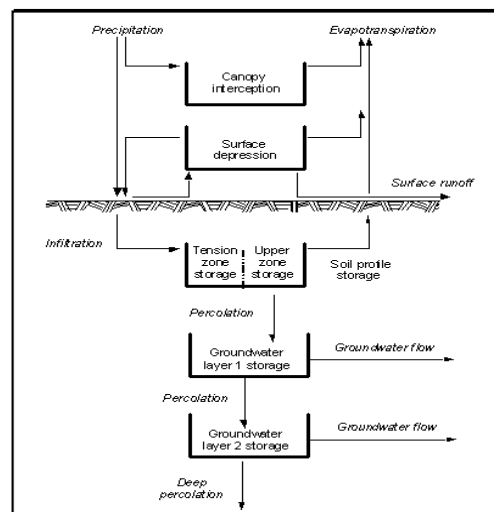 Precipitation
Evapotranspiration
Canopy
interception
Surface
depression
Surface runoff
Infiltration
Tension
zone
storage
Upper
zone
storage
Soil profile
storage
Percolation
Groundwater
layer 1 storage
Groundwater flow
Percolation
Groundwater
layer 2 storage
Groundwater flow
Deep
percolation